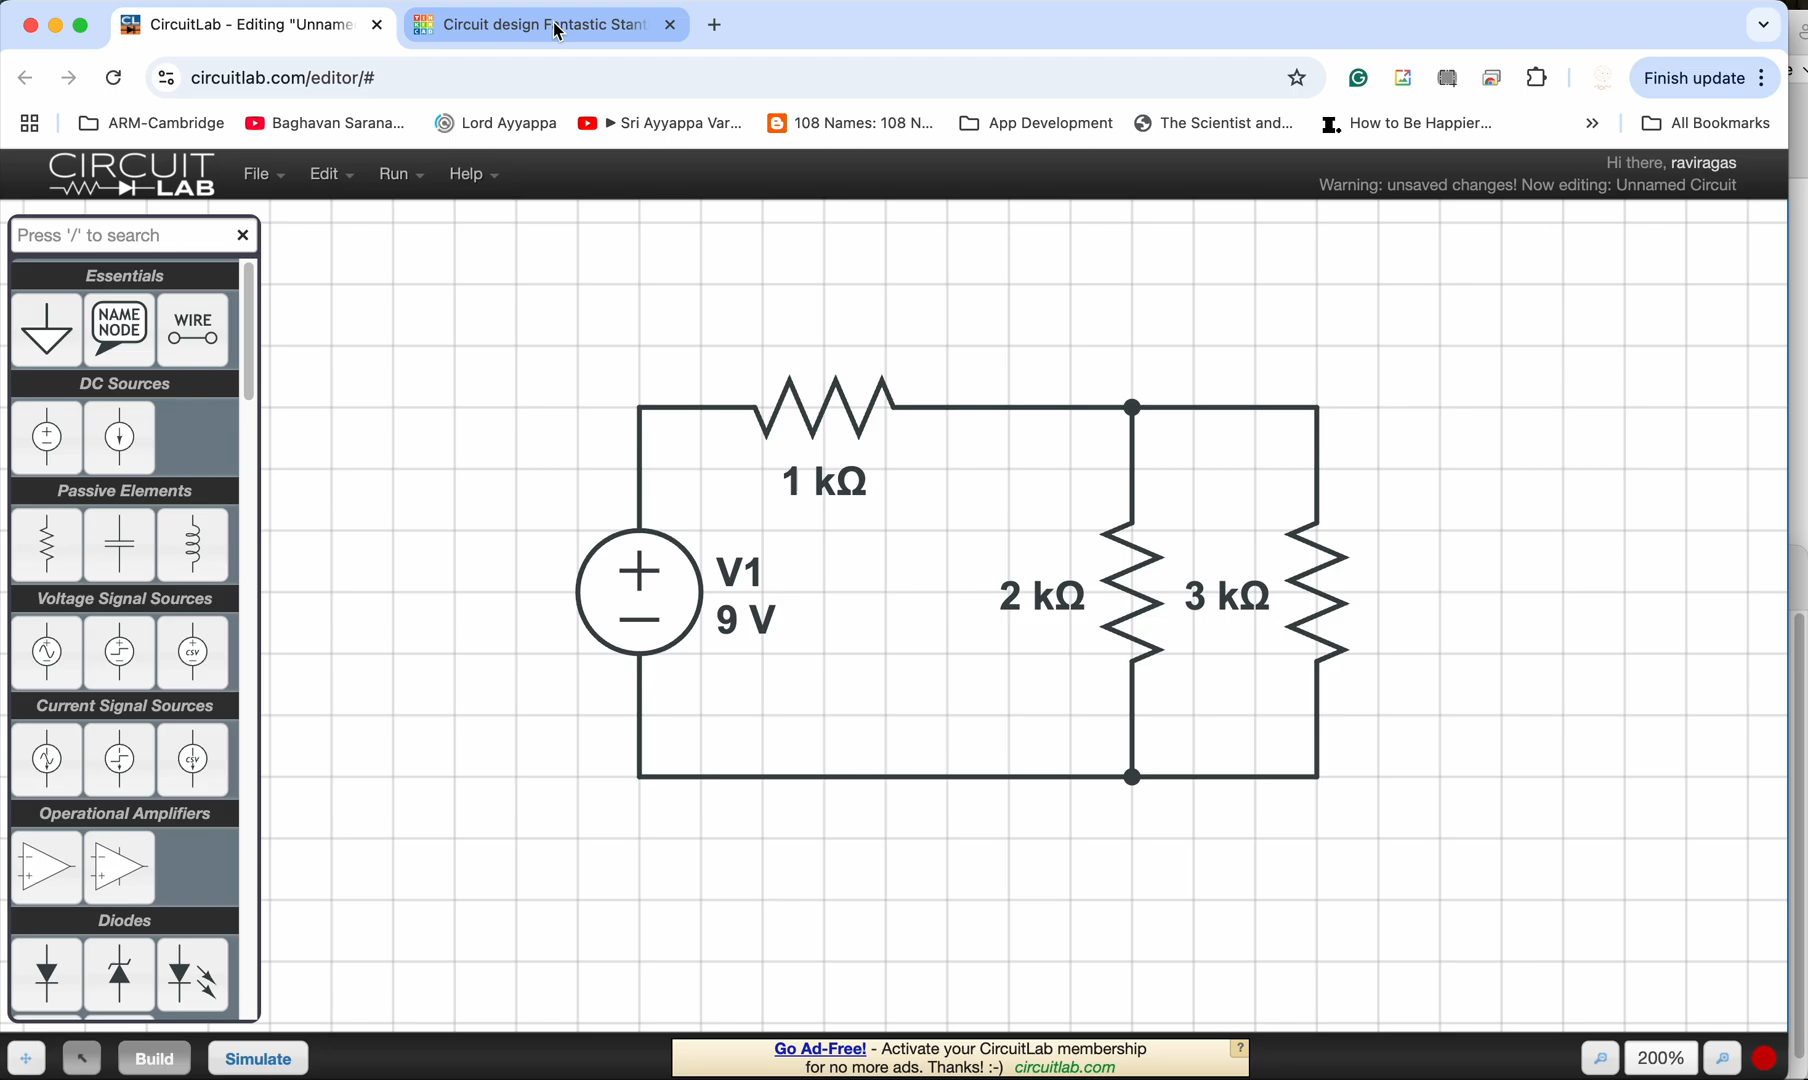 CircuitLab - Editing "Unname
Circuit design Fantastic Stant
circuitlab.com/editor/#
Finish update
ARM-Cambridge
Baghavan Sarana...
Lord Ayyappa
► Sri Ayyappa Var...
108 Names: 108 N...
App Development
The Scientist and...
How to Be Happier...
»
All Bookmarks
CIRCUIT
LAB
File
Edit
Run
Help
Hi there, raviragas
Warning: unsaved changes! Now editing: Unnamed Circuit
Press '/' to search
Essentials
NAME
NODE
WIRE
DC Sources
Passive Elements
Voltage Signal Sources
csv
Current Signal Sources
csv
Operational Amplifiers
Diodes
1 kΩ
V1
9 V
2 kΩ
3 kΩ
Build
Simulate
Go Ad-Free! - Activate your CircuitLab membership
for no more ads. Thanks! :-) circuitlab.com
?
200%